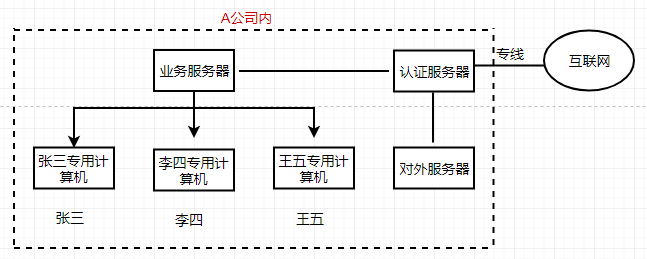 A公司内
业务服务器
认证服务器
专线
互联网
张三专用计
算机
李四专用计
算机
王五专用计
算机
对外服务器
张三
李四
王五